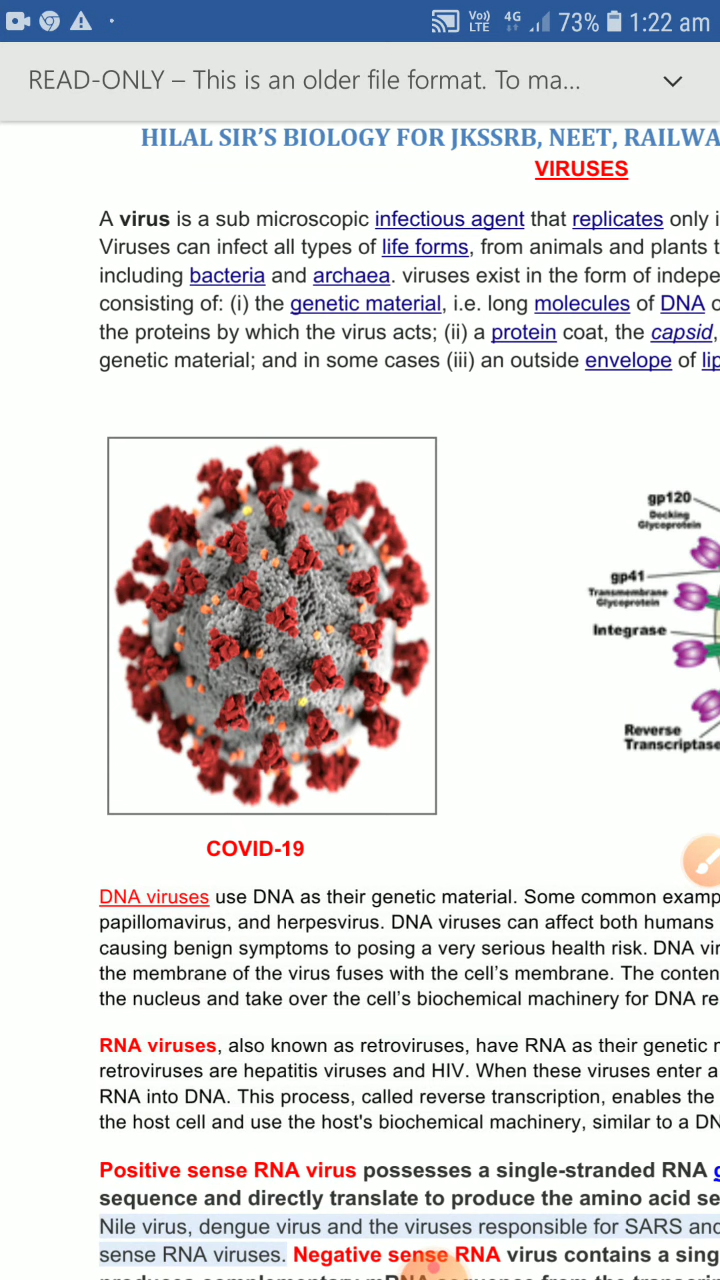 Vo)) LTE 4G 73% 1:22 am
READ-ONLY – This is an older file format. To ma...
HILAL SIR'S BIOLOGY FOR JKSSRB, NEET, RAILWA
VIRUSES
A virus is a sub microscopic infectious agent that replicates only i
Viruses can infect all types of life forms, from animals and plants t
including bacteria and archaea. viruses exist in the form of indepe
consisting of: (i) the genetic material, i.e. long molecules of DNA o
the proteins by which the virus acts; (ii) a protein coat, the capsid,
genetic material; and in some cases (iii) an outside envelope of lip
gp120
Docking
Glycoprotein
gp41
Transmembrane
Glycoprotein
Integrase
Reverse
Transcriptase
COVID-19
DNA viruses use DNA as their genetic material. Some common examp
papillomavirus, and herpesvirus. DNA viruses can affect both humans
causing benign symptoms to posing a very serious health risk. DNA vir
the membrane of the virus fuses with the cell's membrane. The conten
the nucleus and take over the cell's biochemical machinery for DNA re
RNA viruses, also known as retroviruses, have RNA as their genetic m
retroviruses are hepatitis viruses and HIV. When these viruses enter a
RNA into DNA. This process, called reverse transcription, enables the
the host cell and use the host's biochemical machinery, similar to a DN
Positive sense RNA virus possesses a single-stranded RNA g
sequence and directly translate to produce the amino acid se
Nile virus, dengue virus and the viruses responsible for SARS and
sense RNA viruses. Negative sense RNA virus contains a sing